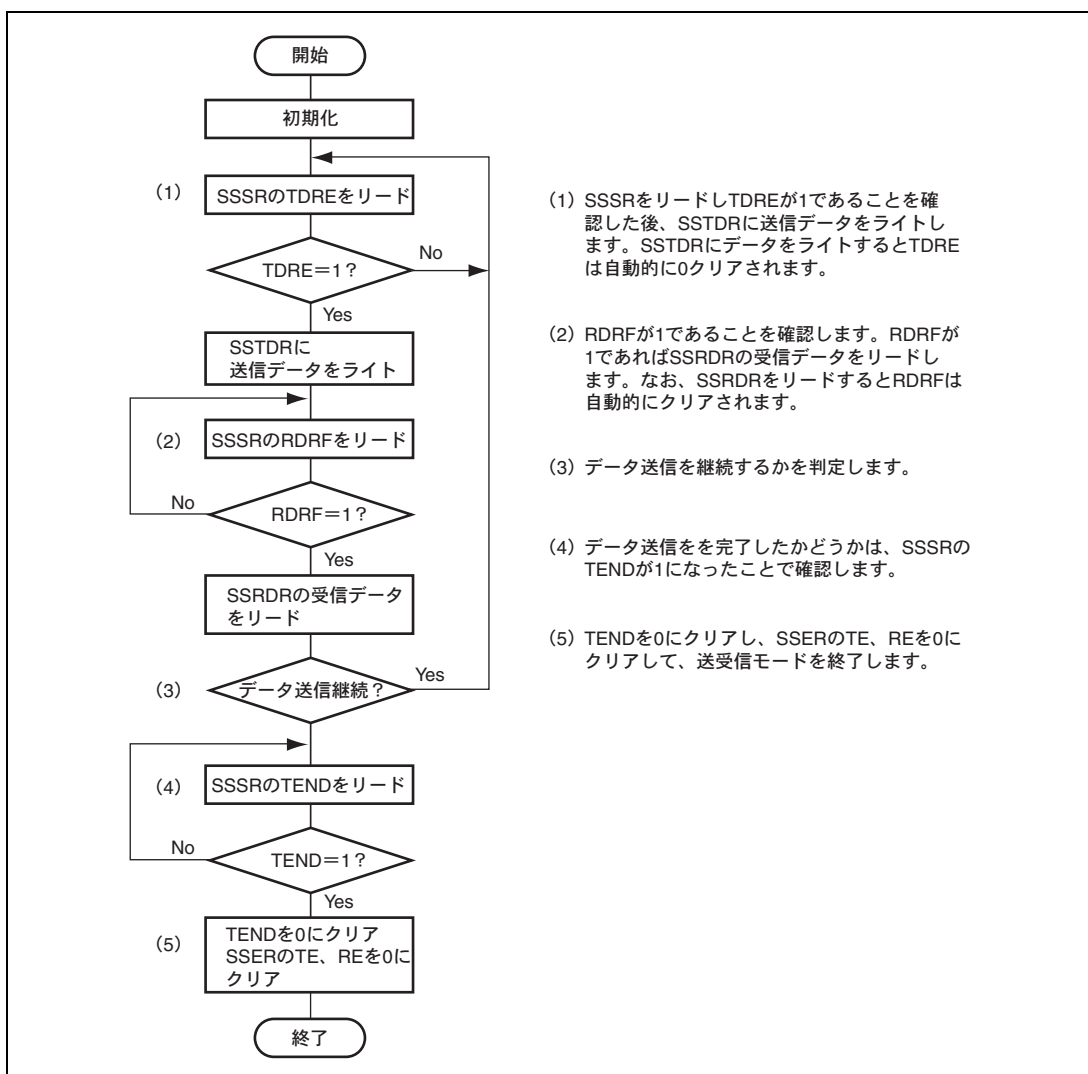 開始
初期化
(1)
SSSRのTDREをリード
TDRE=1?
No
Yes
SSTDRに
送信データをライト
(2)
SSSRのRDRFをリード
No
RDRF=1?
Yes
SSRDRの受信データ
をリード
(3)
データ送信継続?
Yes
(4)
SSSRのTENDをリード
No
TEND=1?
Yes
(5)
TENDを0にクリア
SSERのTE、REを0に
クリア
終了
(1) SSSRをリードしTDREが1であることを確
認した後、SSTDRに送信データをライトし
ます。SSTDRにデータをライトするとTDRE
は自動的に0クリアされます。
(2) RDRFが1であることを確認します。RDRFが
1であればSSRDRの受信データをリードし
ます。なお、SSRDRをリードするとRDRFは
自動的にクリアされます。
(3) データ送信を継続するかを判定します。
(4) データ送信をを完了したかどうかは、SSSRの
TENDが1になったことで確認します。
(5) TENDを0にクリアし、SSERのTE、REを0に
クリアして、送受信モードを終了します。